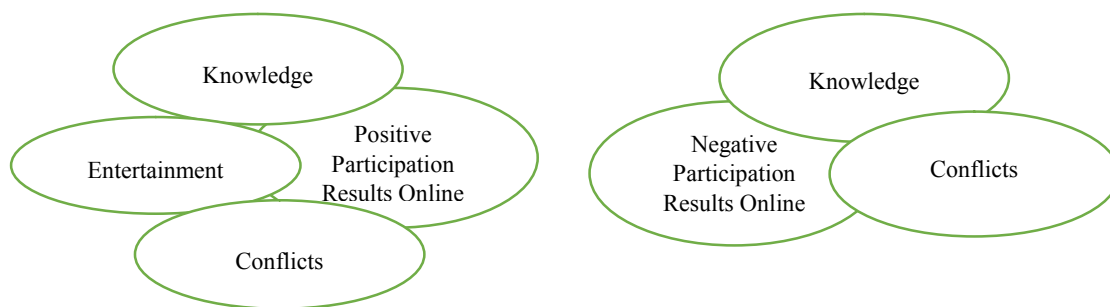 Knowledge
Positive
Participation
Results Online
Entertainment
Conflicts
Knowledge
Negative
Participation
Results Online
Conflicts